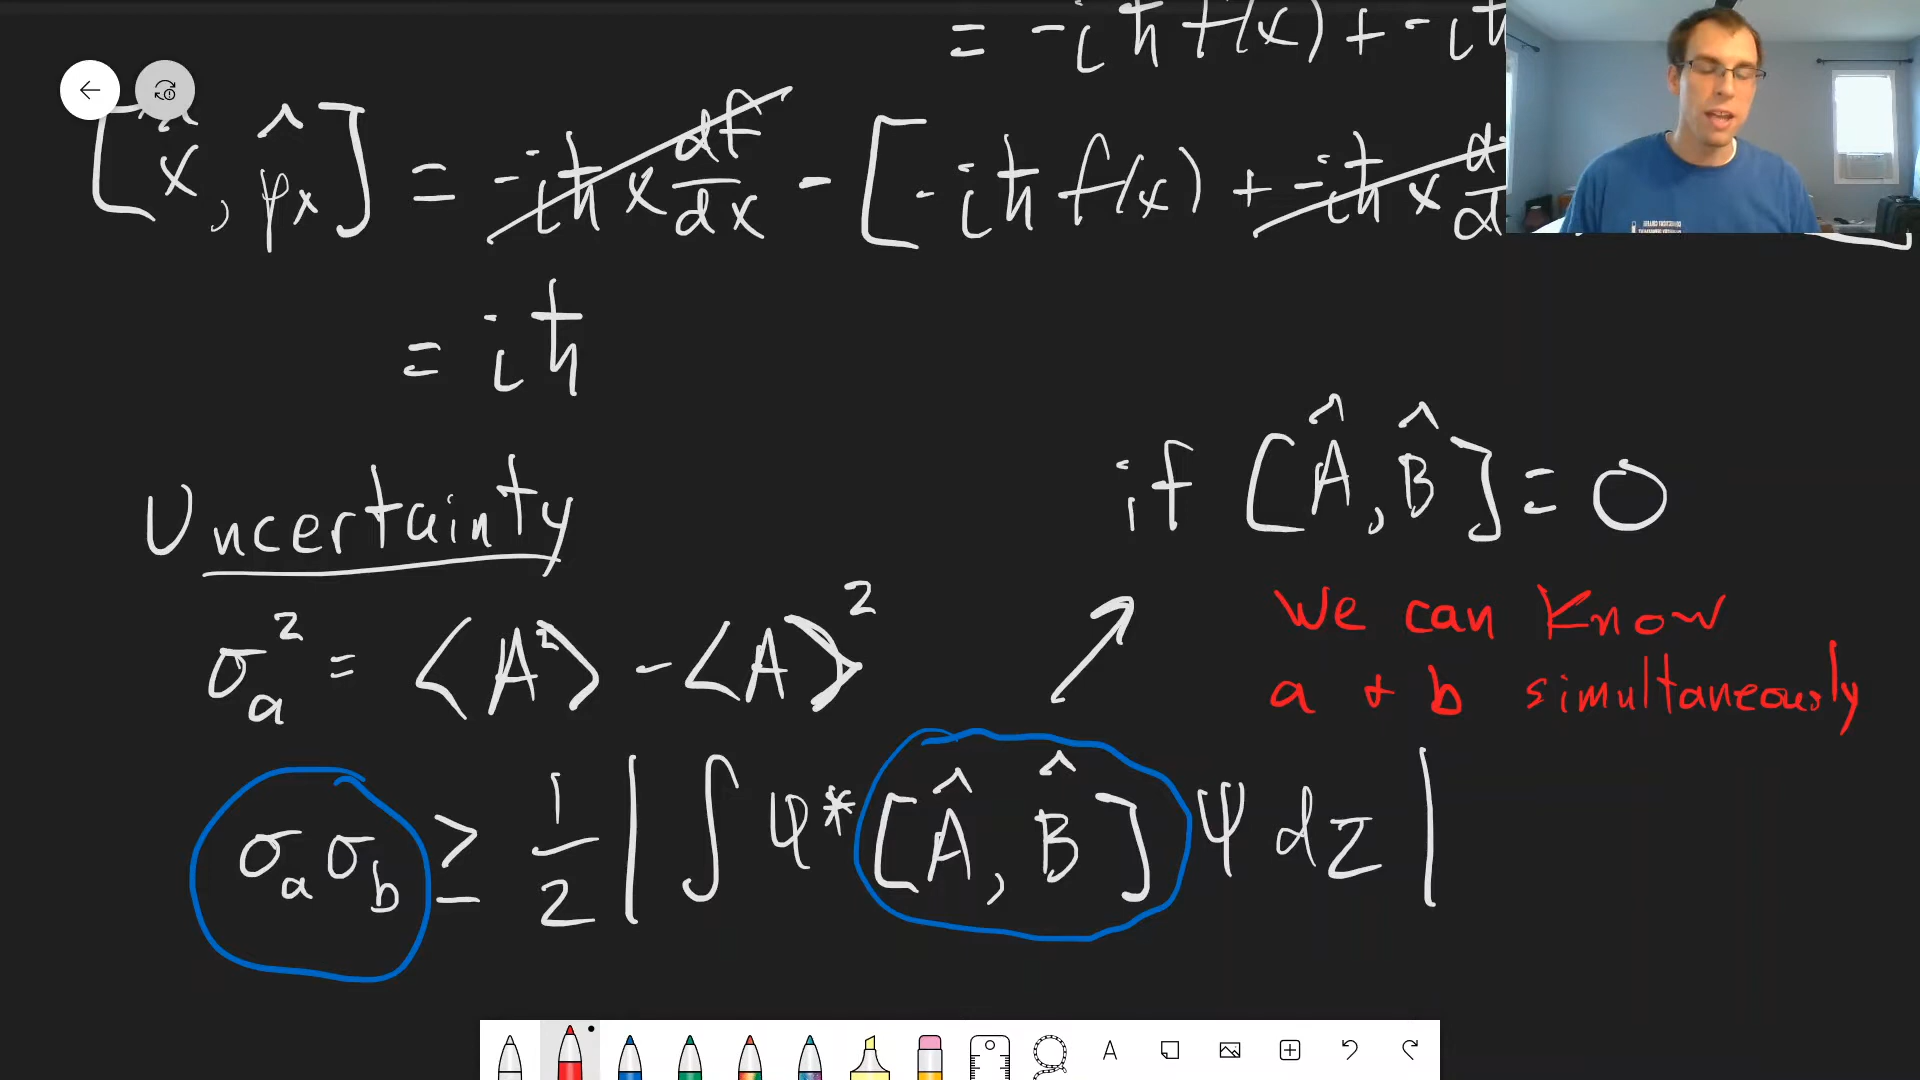 = -iħ f(x) + -iħ
[x̂, p̂x] = -iħ x df/dx - [-iħ f(x) + -iħ x d
= iħ
if [Â, B̂] = 0
Uncertainty
We can know
σa² = ⟨A²⟩ - ⟨A⟩²
a + b simultaneously
σa σb ≥ 1/2 | ∫ ψ* [Â, B̂] ψ dz |
A